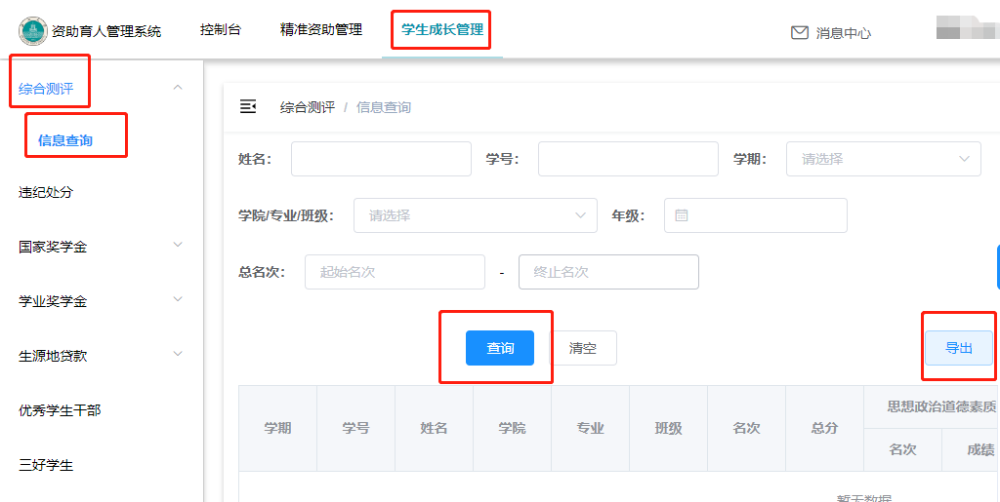 资助育人管理系统 控制台 精准资助管理 学生成长管理 消息中心
综合测评
信息查询
违纪处分
国家奖学金
学业奖学金
生源地贷款
优秀学生干部
三好学生
综合测评 / 信息查询
姓名： 学号： 学期： 请选择
学院/专业/班级： 请选择 年级：
总名次： 起始名次 - 终止名次
查询 清空 导出
学期 学号 姓名 学院 专业 班级 名次 总分 思想政治道德素质
名次 成绩
暂无数据